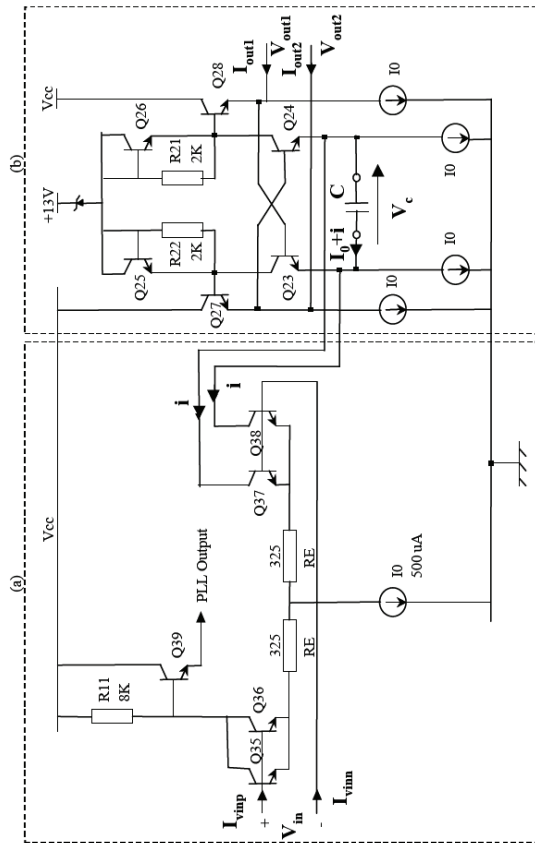 (a)
(b)
Vcc
+13V
Vcc
R11
8K
Q39
PLL Output
Q35
Q36
Q37
Q38
i
i
325
RE
325
RE
I0
500 uA
Ivinp
+
Vin
-
Ivinn
Q25
Q26
R22
2K
R21
2K
Q27
Q28
Q23
Q24
Iout1
Vout1
Iout2
Vout2
I0+i
C
Vc
I0
I0
I0
I0